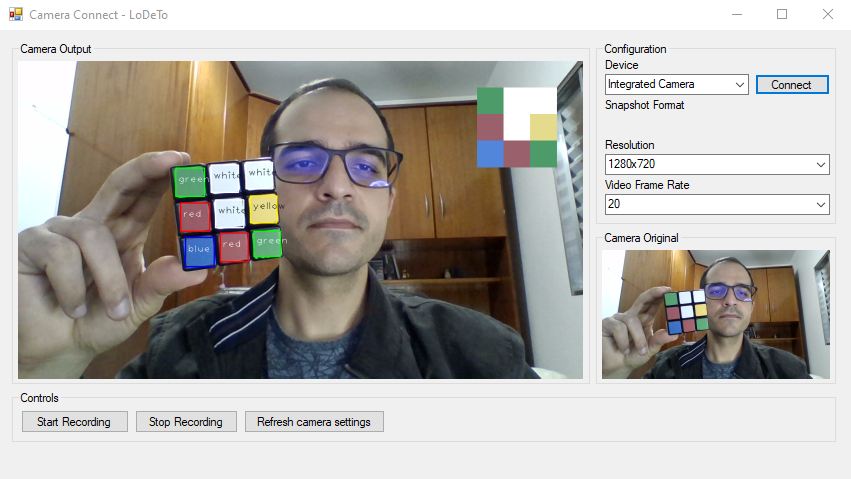 Camera Connect - LoDeTo
Camera Output
green white white
red white yellow
blue red green
Configuration
Device
Integrated Camera
Connect
Snapshot Format
Resolution
1280x720
Video Frame Rate
20
Camera Original
Controls
Start Recording
Stop Recording
Refresh camera settings